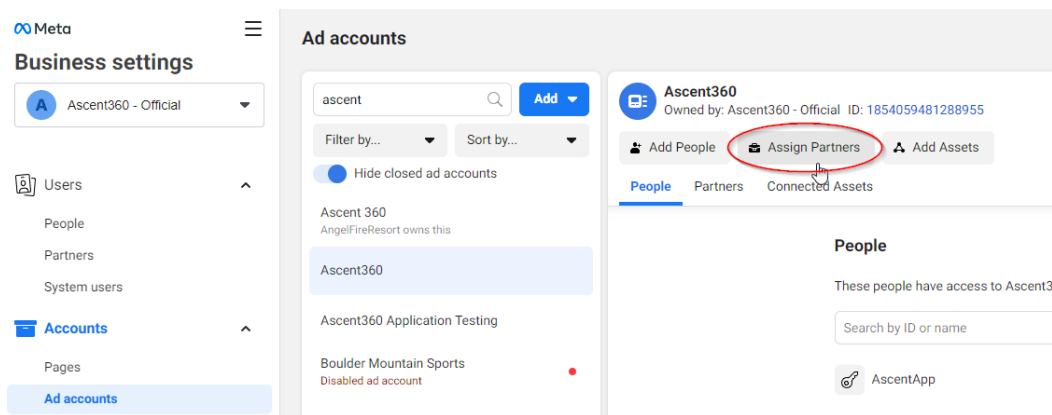 Meta
Business settings
A Ascent360 - Official
Users
People
Partners
System users
Accounts
Pages
Ad accounts
Ad accounts
ascent
Add
Filter by...
Sort by...
Hide closed ad accounts
Ascent 360
AngelFireResort owns this
Ascent360
Ascent360 Application Testing
Boulder Mountain Sports
Disabled ad account
Ascent360
Owned by: Ascent360 - Official ID: 1854059481288955
Add People
Assign Partners
Add Assets
People
Partners
Connected Assets
People
These people have access to Ascent3
Search by ID or name
AscentApp